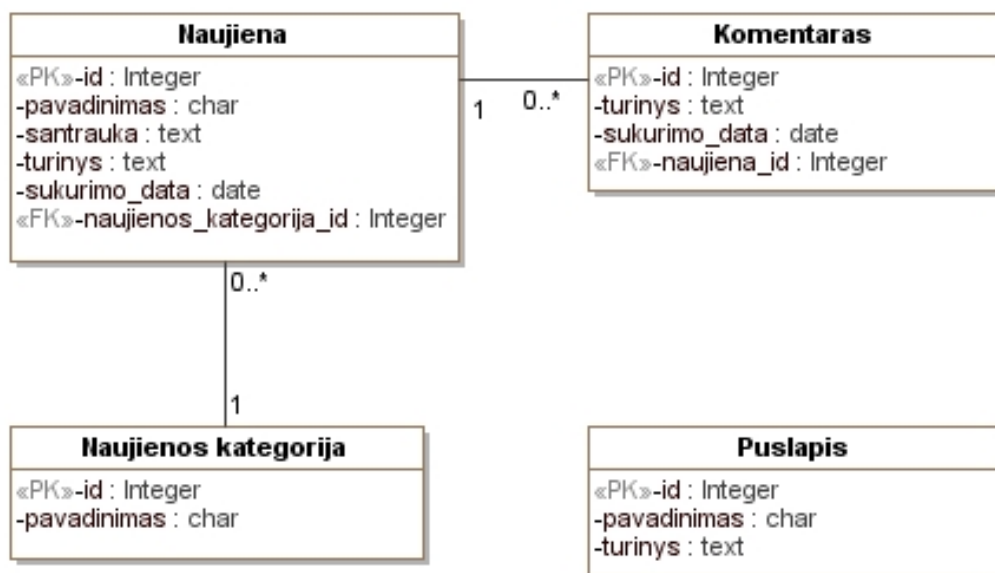 Naujiena
«PK»-id : Integer
-pavadinimas : char
-santrauka : text
-turinys : text
-sukurimo_data : date
«FK»-naujienos_kategorija_id : Integer
1
0..*
Komentaras
«PK»-id : Integer
-turinys : text
-sukurimo_data : date
«FK»-naujiena_id : Integer
0..*
1
Naujienos kategorija
«PK»-id : Integer
-pavadinimas : char
Puslapis
«PK»-id : Integer
-pavadinimas : char
-turinys : text